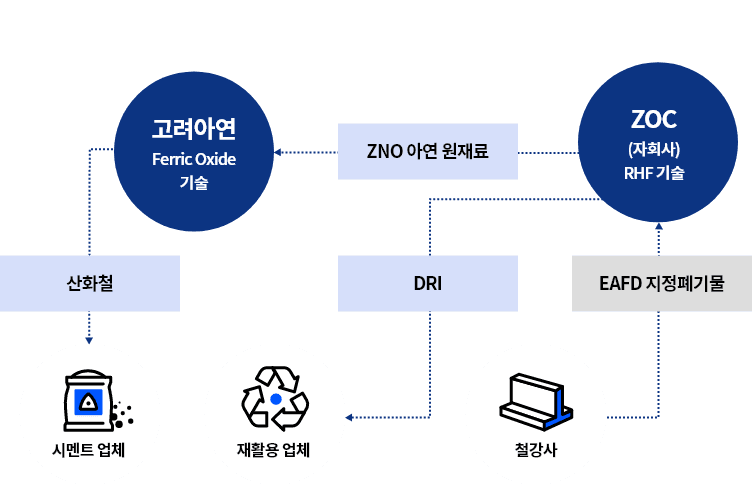 고려아연
Ferric Oxide
기술
ZNO 아연 원재료
ZOC
(자회사)
RHF 기술
산화철
DRI
EAFD 지정폐기물
시멘트 업체
재활용 업체
철강사